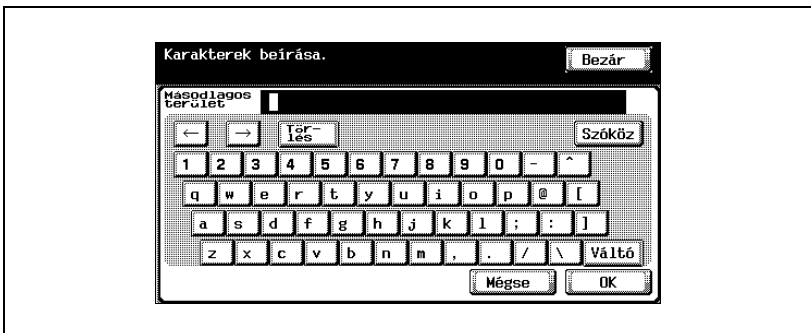 Karakterek beírása.
Bezár
Másodlagos
terület
← → Tör-
lés
Szóköz
1 2 3 4 5 6 7 8 9 0 - ^
q w e r t y u i o p @ [
a s d f g h j k l ; : ]
z x c v b n m , . / \ Váltó
Mégse OK